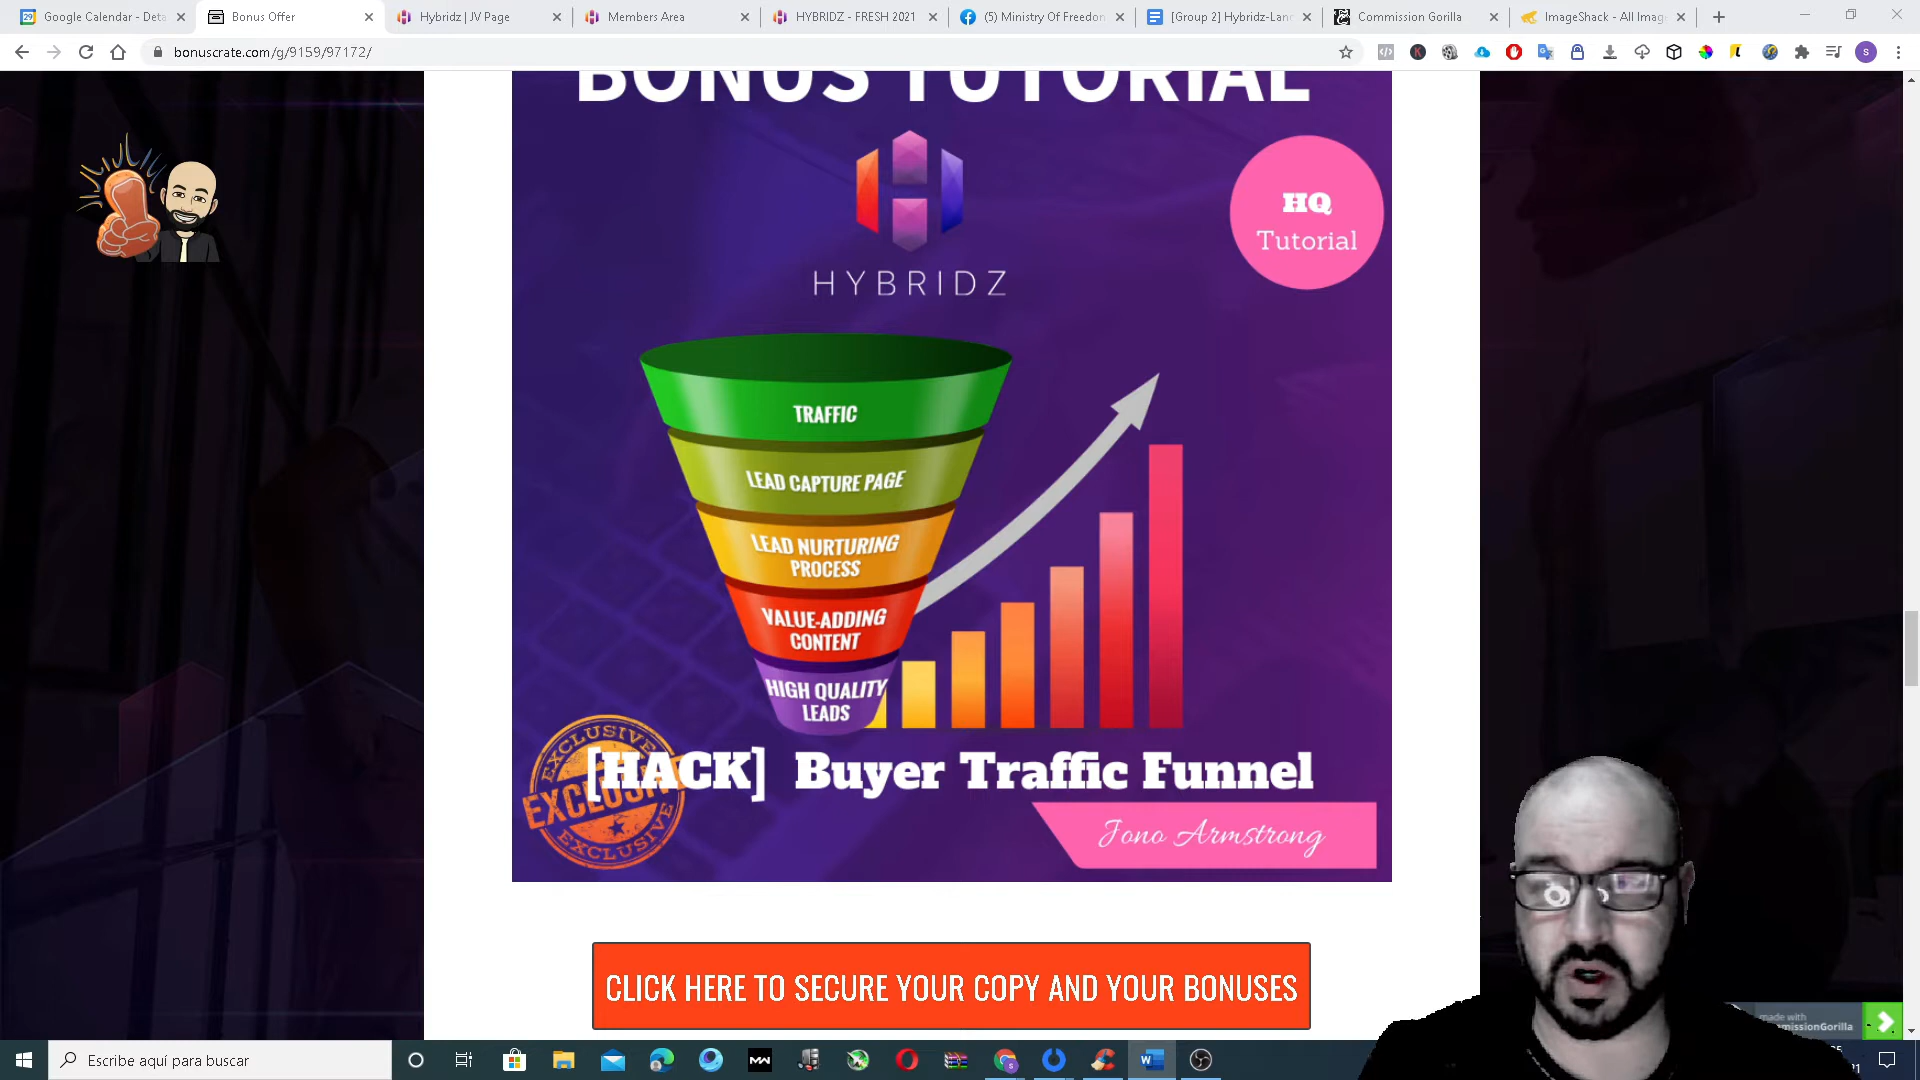 Google Calendar - Deta
Bonus Offer
Hybridz | JV Page
Members Area
HYBRIDZ - FRESH 2021
(5) Ministry Of Freedom
[Group 2] Hybridz-Lann
Commission Gorilla
ImageShack - All Imag
bonuscrate.com/g/9159/97172/
BONUS TUTORIAL
HQ
Tutorial
HYBRIDZ
TRAFFIC
LEAD CAPTURE PAGE
LEAD NURTURING
PROCESS
VALUE-ADDING
CONTENT
HIGH QUALITY
LEADS
EXCLUSIVE
EXCLUSIVE
EXCLUSIVE
[HACK] Buyer Traffic Funnel
Jono Armstrong
CLICK HERE TO SECURE YOUR COPY AND YOUR BONUSES
made with
Escribe aquí para buscar